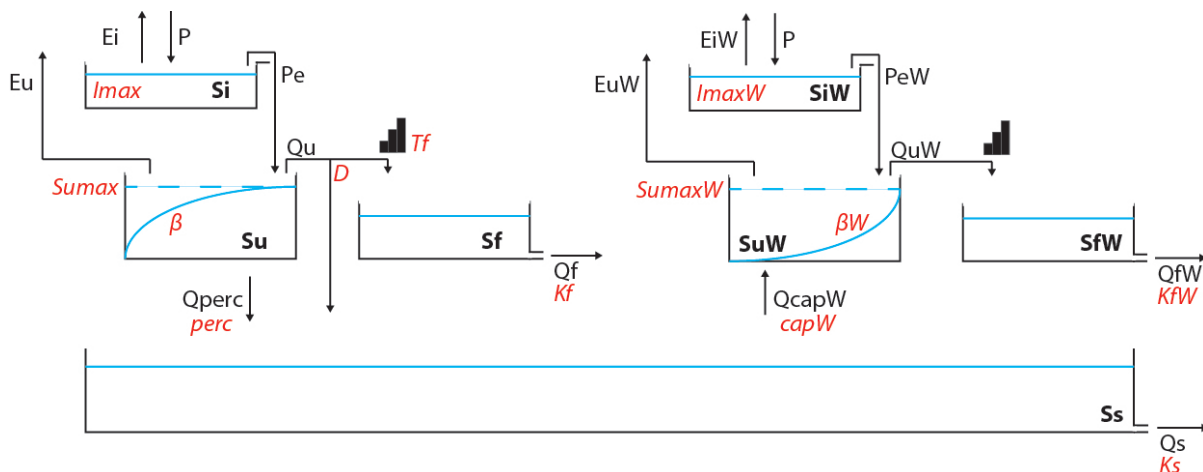 Ei
P
Eu
Imax
Si
Pe
Qu
Tf
D
Sumax
β
Su
Sf
Qf
Kf
Qperc
perc
EiW
P
EuW
ImaxW
SiW
PeW
QuW
SumaxW
βW
SuW
SfW
QfW
KfW
QcapW
capW
Ss
Qs
Ks